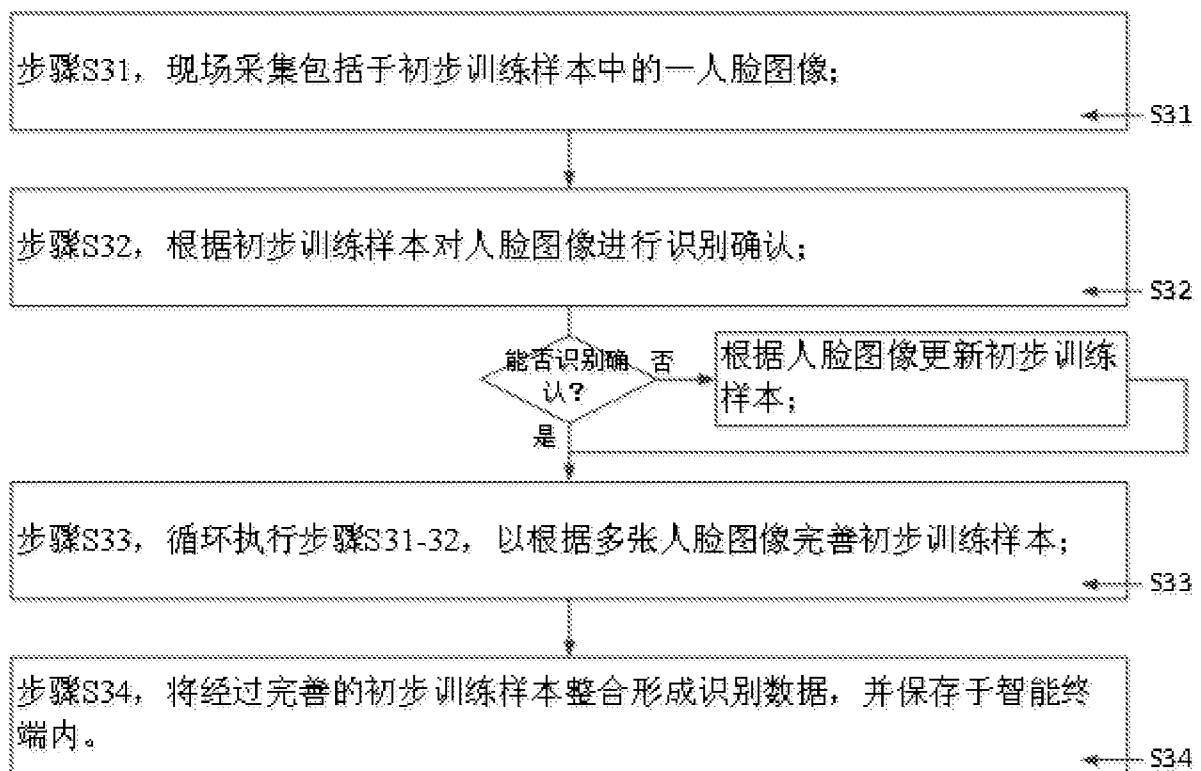 步骤S31，现场采集包括于初步训练样本中的一人脸图像；
S31
步骤S32，根据初步训练样本对人脸图像进行识别确认；
S32
能否识别确
认？
否
根据人脸图像更新初步训练
样本；
是
步骤S33，循环执行步骤S31-32，以根据多张人脸图像完善初步训练样本；
S33
步骤S34，将经过完善的初步训练样本整合形成识别数据，并保存于智能终
端内。
S34